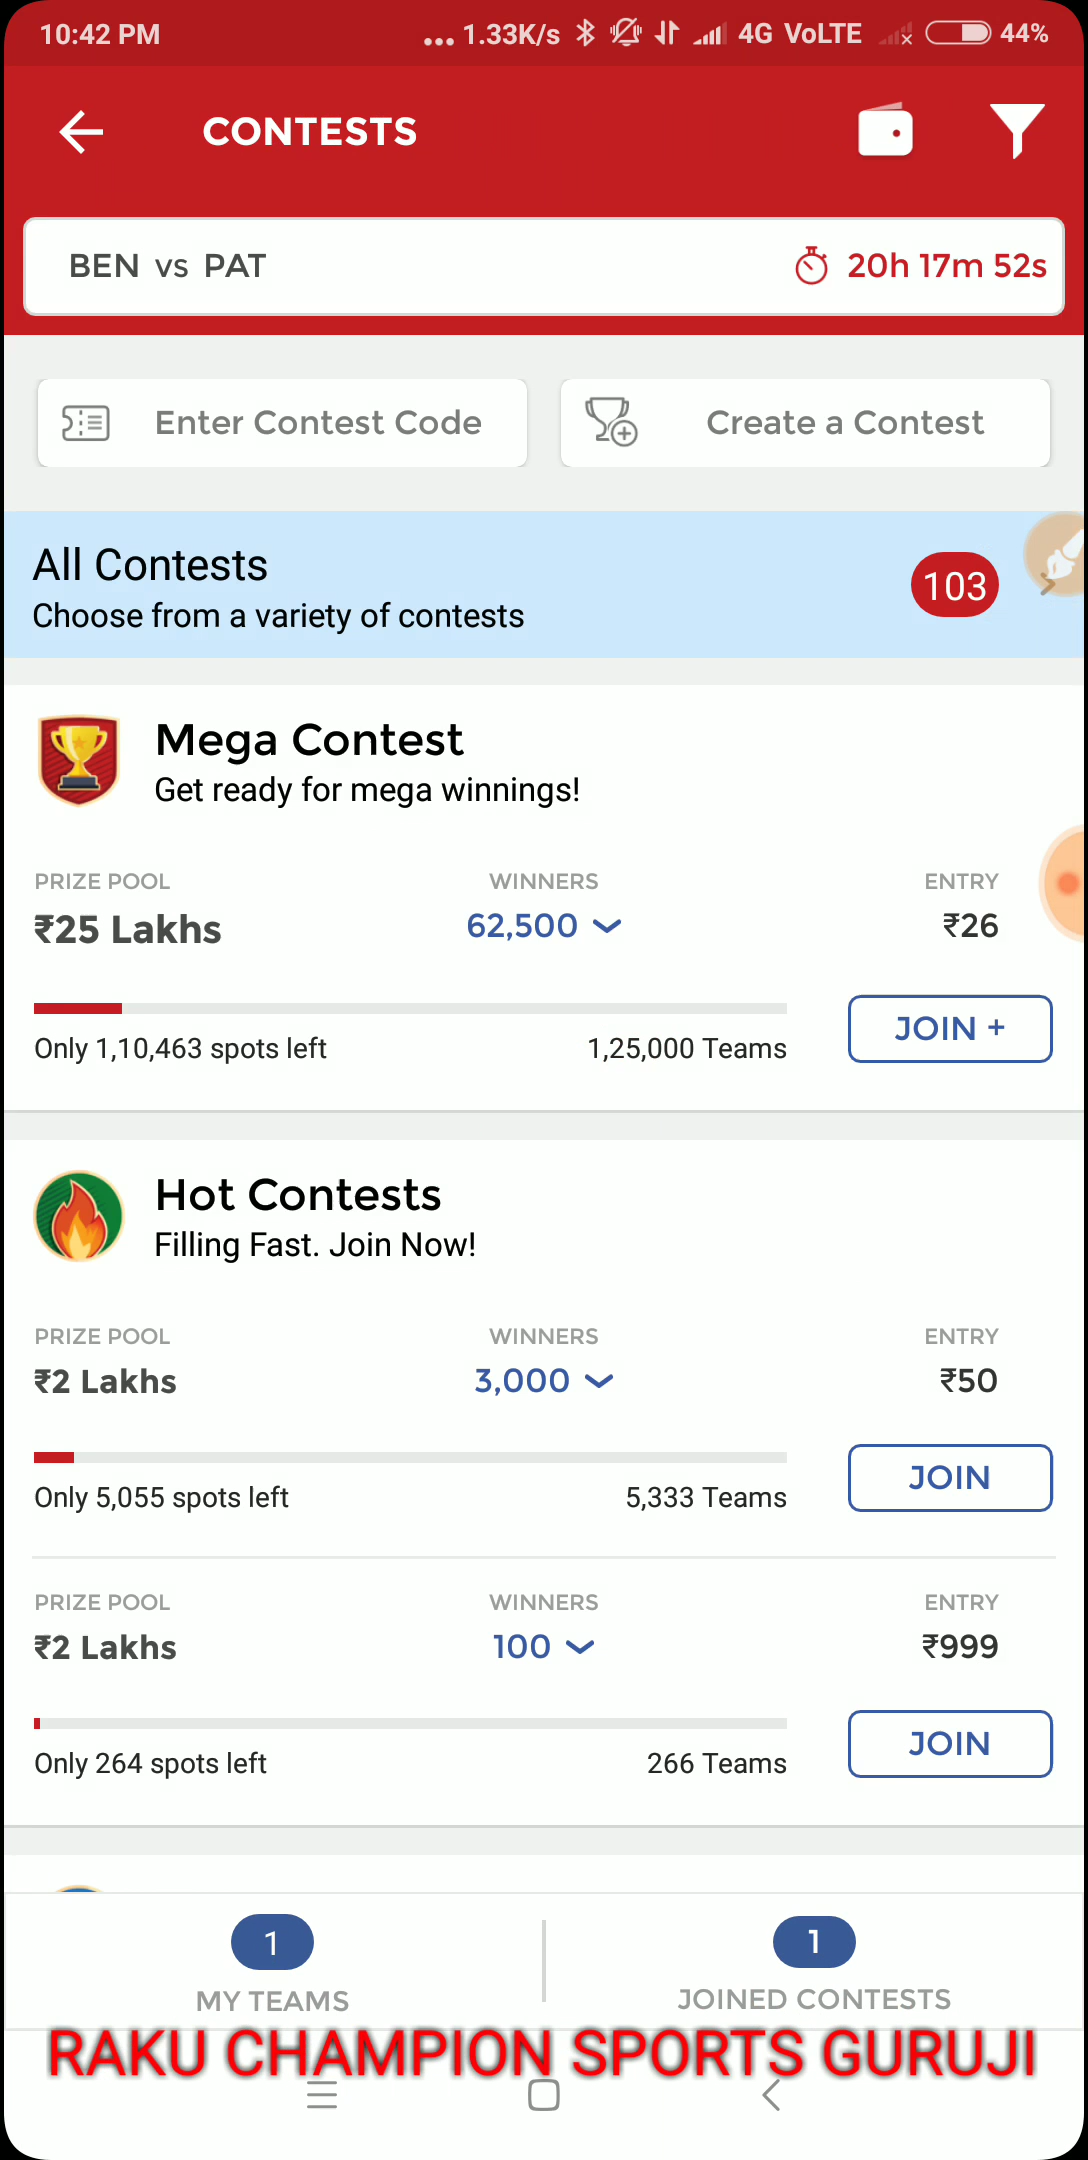 10:42 PM ... 1.33K/s 4G VoLTE 44%
CONTESTS
BEN vs PAT 20h 17m 52s
Enter Contest Code Create a Contest
All Contests
Choose from a variety of contests
103
Mega Contest
Get ready for mega winnings!
PRIZE POOL WINNERS ENTRY
₹25 Lakhs 62,500 ₹26
Only 1,10,463 spots left 1,25,000 Teams
JOIN +
Hot Contests
Filling Fast. Join Now!
PRIZE POOL WINNERS ENTRY
₹2 Lakhs 3,000 ₹50
Only 5,055 spots left 5,333 Teams
JOIN
PRIZE POOL WINNERS ENTRY
₹2 Lakhs 100 ₹999
Only 264 spots left 266 Teams
JOIN
1 1
MY TEAMS JOINED CONTESTS
RAKU CHAMPION SPORTS GURUJI